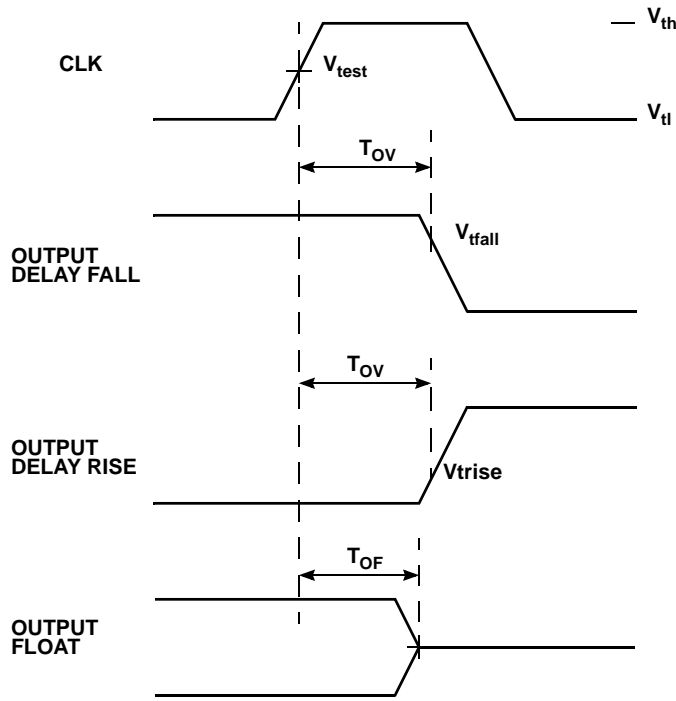 V_th
CLK
V_test
V_tl
T_OV
V_tfall
OUTPUT
DELAY FALL
T_OV
OUTPUT
DELAY RISE
Vtrise
T_OF
OUTPUT
FLOAT